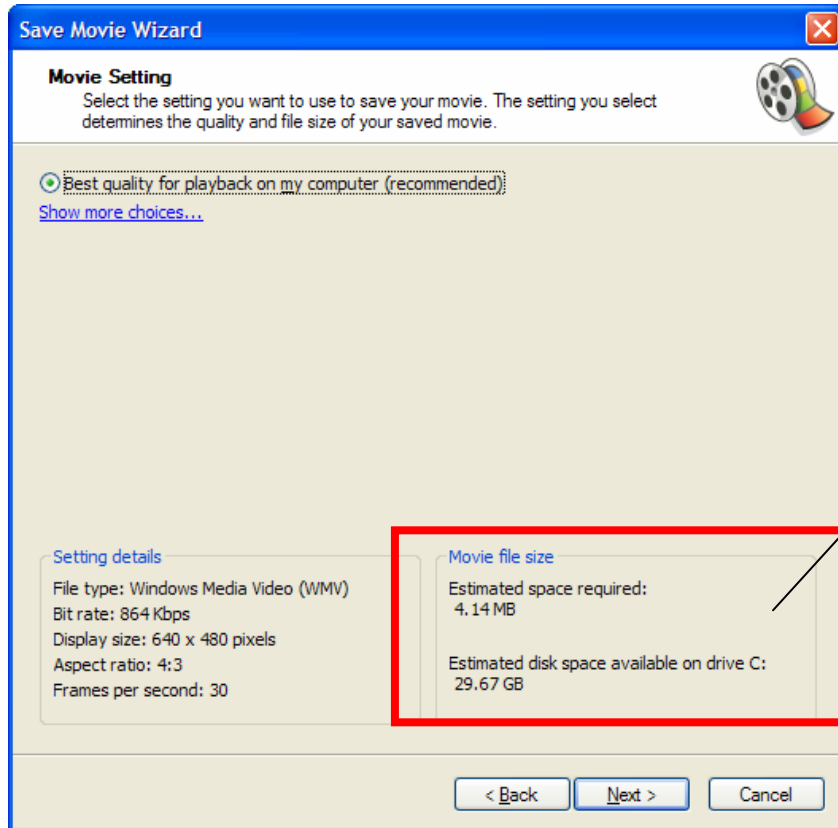 Save Movie Wizard
Movie Setting
Select the setting you want to use to save your movie. The setting you select
determines the quality and file size of your saved movie.
Best quality for playback on my computer (recommended)
Show more choices...
Setting details
File type: Windows Media Video (WMV)
Bit rate: 864 Kbps
Display size: 640 x 480 pixels
Aspect ratio: 4:3
Frames per second: 30
Movie file size
Estimated space required:
4.14 MB
Estimated disk space available on drive C:
29.67 GB
< Back
Next >
Cancel